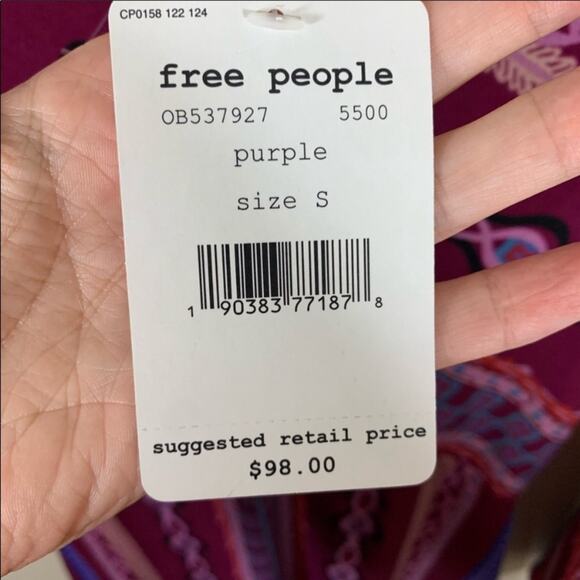 CP0158 122 124
free people
OB537927 5500
purple
size S
1 90383 77187 8
suggested retail price
$98.00